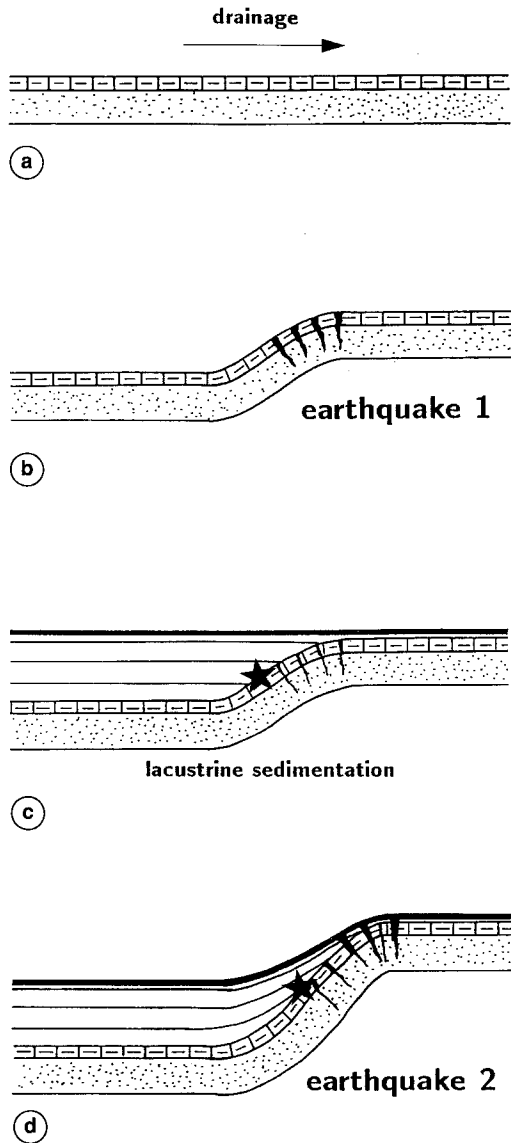 drainage
a
earthquake 1
b
lacustrine sedimentation
c
earthquake 2
d